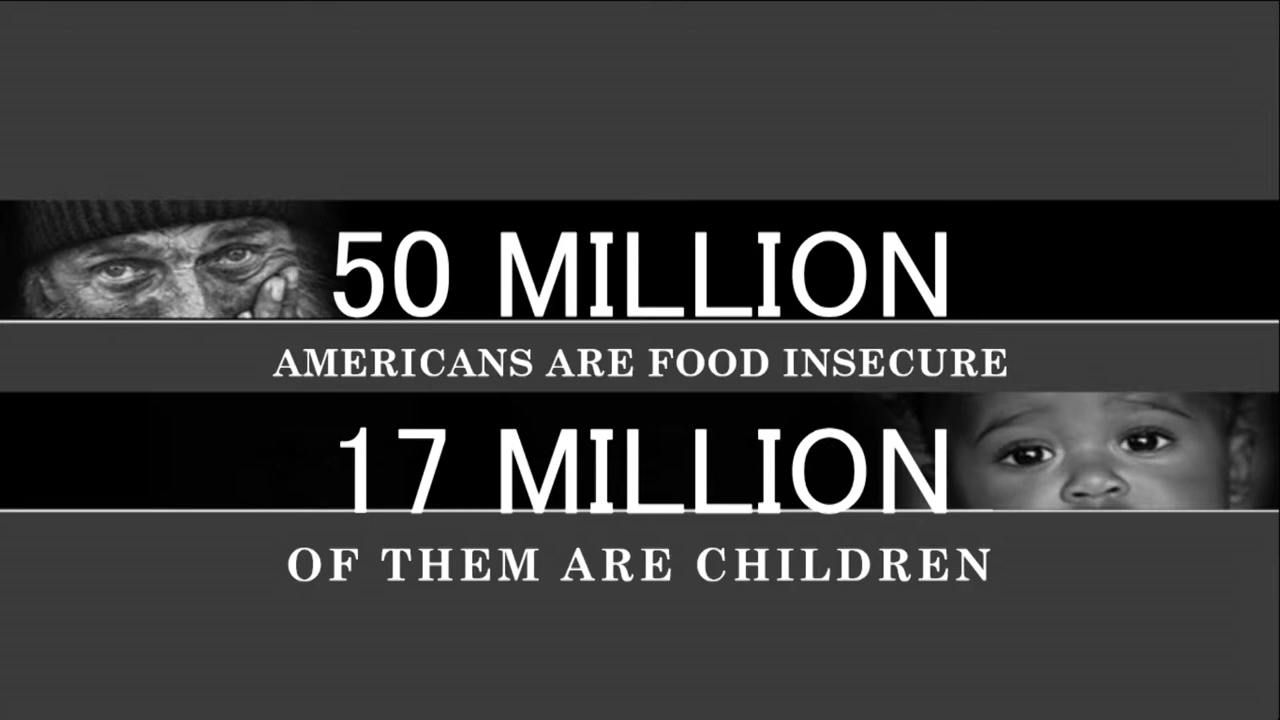 50 MILLION
AMERICANS ARE FOOD INSECURE
17 MILLION
OF THEM ARE CHILDREN